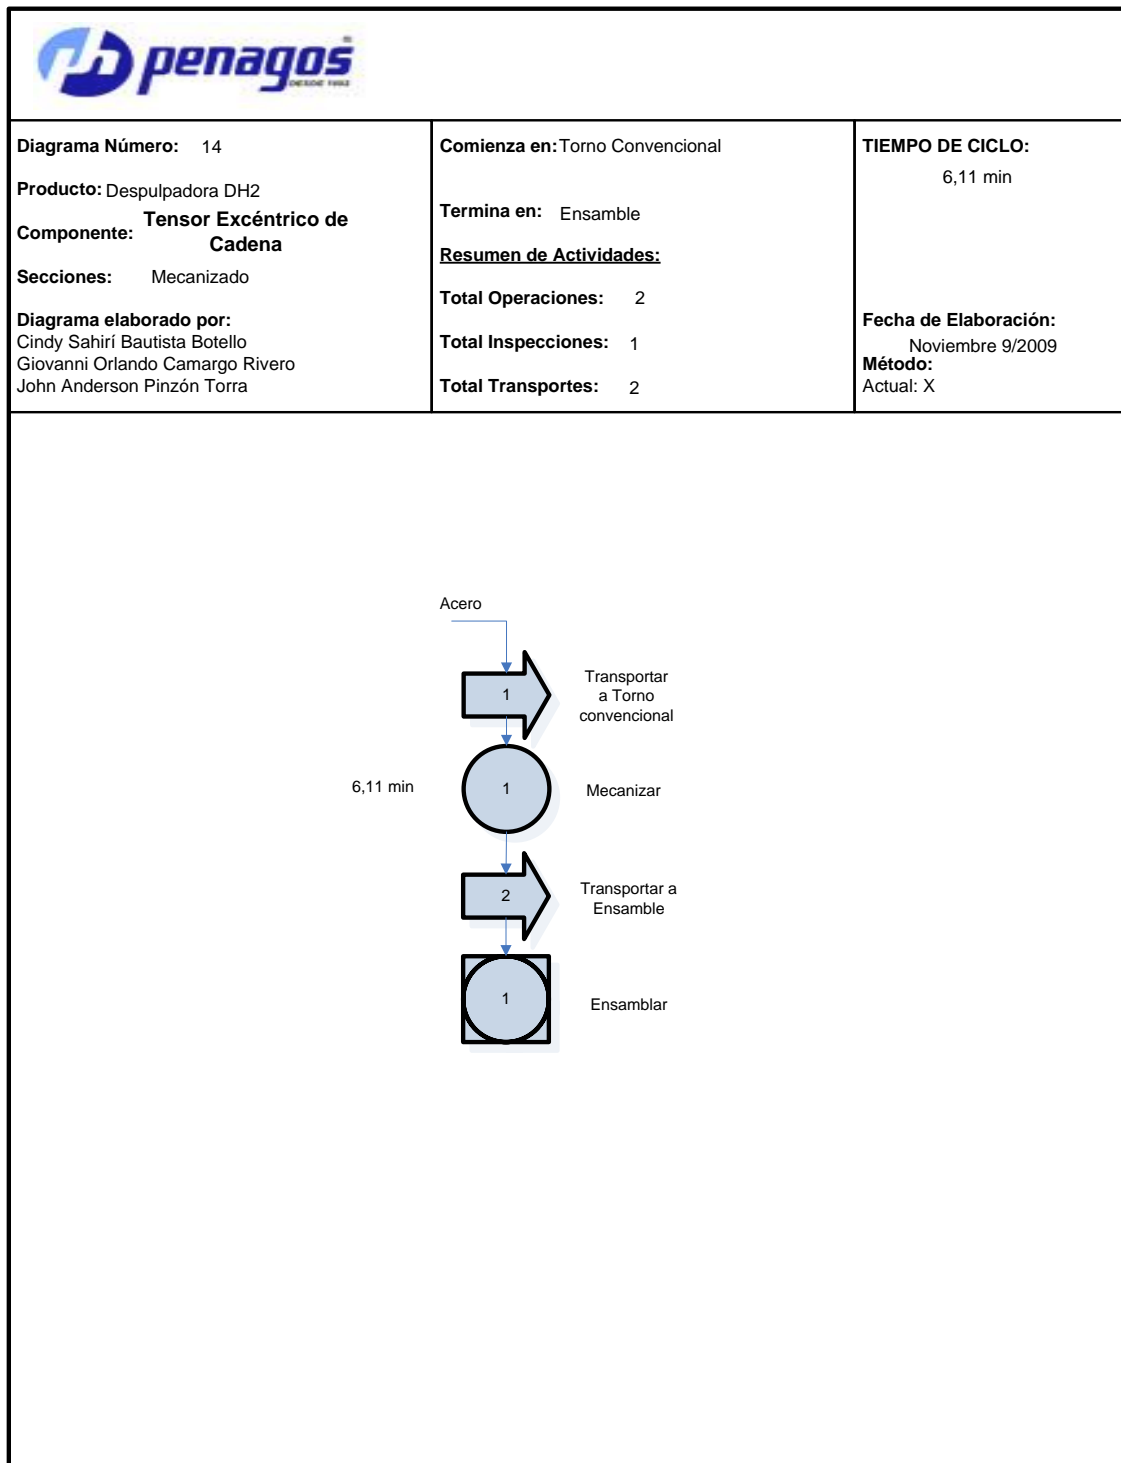 penagos
Diagrama Número: 14
Producto: Despulpadora DH2
Componente: Tensor Excéntrico de
Cadena
Secciones: Mecanizado
Diagrama elaborado por:
Cindy Sahirí Bautista Botello
Giovanni Orlando Camargo Rivero
John Anderson Pinzón Torra
Comienza en: Torno Convencional
Termina en: Ensamble
Resumen de Actividades:
Total Operaciones: 2
Total Inspecciones: 1
Total Transportes: 2
TIEMPO DE CICLO:
6,11 min
Fecha de Elaboración:
Noviembre 9/2009
Método:
Actual: X
Acero
1
Transportar
a Torno
convencional
6,11 min
1
Mecanizar
2
Transportar a
Ensamble
1
Ensamblar